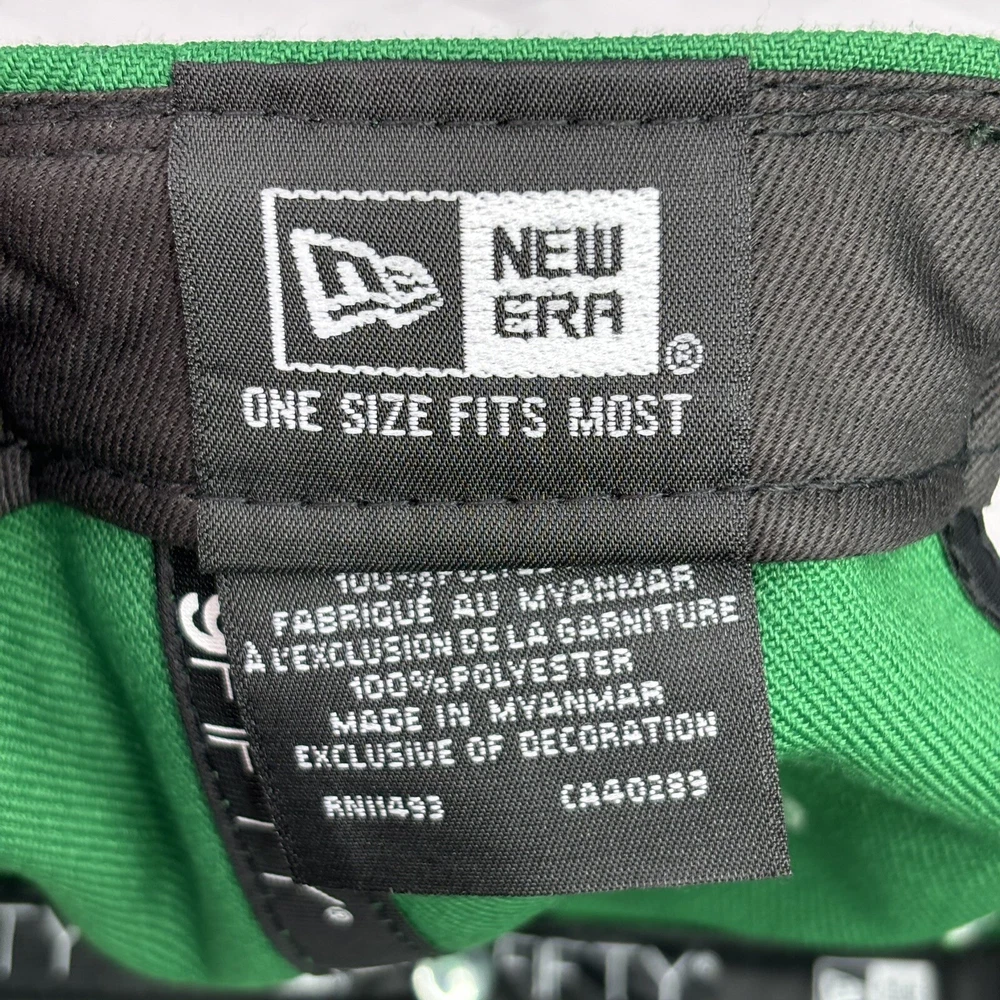 ne
NEW
ERA®
ONE SIZE FITS MOST
FABRIQUÉ AU MYANMAR
À L'EXCLUSION DE LA GARNITURE
100% POLYESTER
MADE IN MYANMAR
EXCLUSIVE OF DECORATION
RN11493 CA40289